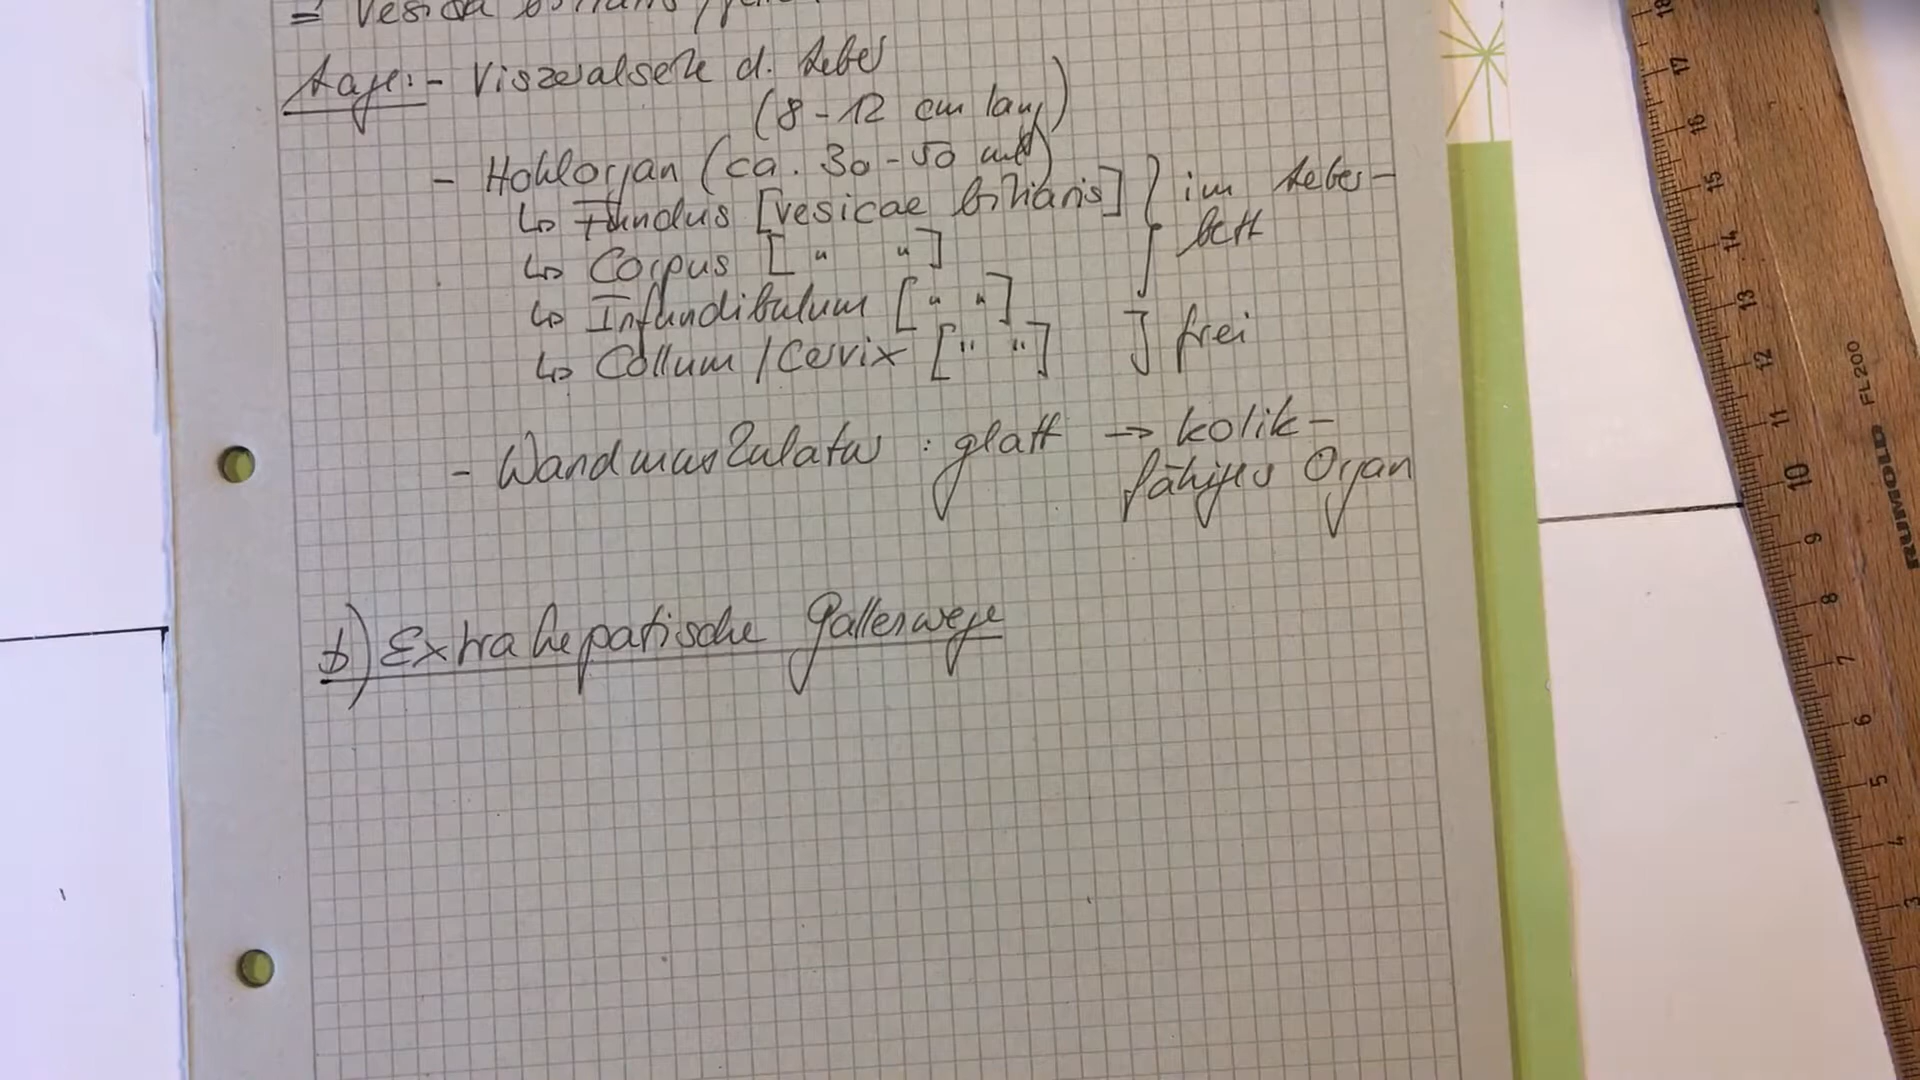 = Vesica biliaris /
Lage: - Viszeralseite d. Leber
(8 - 12 cm lang)
- Hohlorgan (ca. 30 - 50 ml)
↳ Fundus [vesicae biliaris] } im Leber-
bett
↳ Corpus [" "]
↳ Infundibulum [" "]
↳ Collum / Cervix [" "] ] frei
- Wandmuskulatur : glatt → kolik-
fähiges Organ
b) Extrahepatische Gallenwege
18 17 16 15 14 13 12 11 10 9 8 7 6 5 4 3
RUMOLD FL200